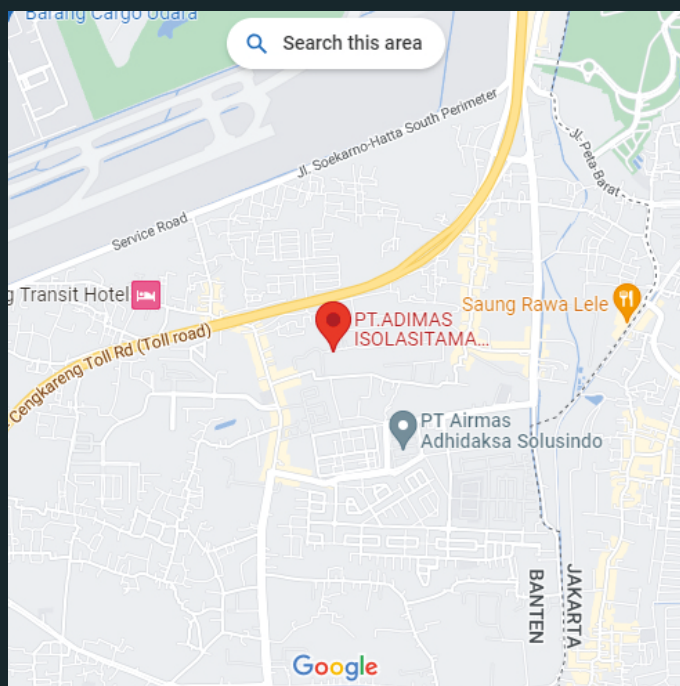 Barang Cargo Udara
Search this area
Jl. Soekarno-Hatta South Perimeter
Jl. Peta-Barat
Service Road
g Transit Hotel
Saung Rawa Lele
PT.ADIMAS
ISOLASITAMA...
Cengkareng Toll Rd (Toll road)
PT Airmas
Adhidaksa Solusindo
BANTEN
JAKARTA
Google